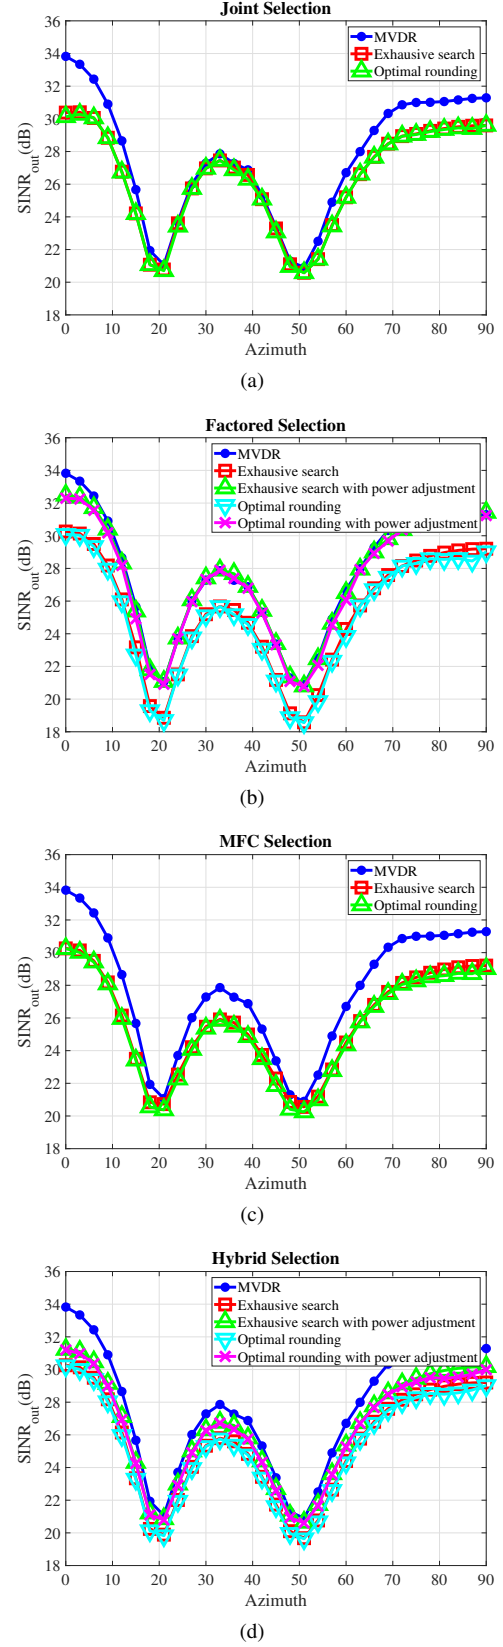 Joint Selection
36
34
32
30
28
26
24
22
20
18
SINR_out(dB)
MVDR
Exhausive search
Optimal rounding
0 10 20 30 40 50 60 70 80 90
Azimuth
(a)
Factored Selection
36
34
32
30
28
26
24
22
20
18
SINR_out(dB)
MVDR
Exhausive search
Exhausive search with power adjustment
Optimal rounding
Optimal rounding with power adjustment
0 10 20 30 40 50 60 70 80 90
Azimuth
(b)
MFC Selection
36
34
32
30
28
26
24
22
20
18
SINR_out(dB)
MVDR
Exhausive search
Optimal rounding
0 10 20 30 40 50 60 70 80 90
Azimuth
(c)
Hybrid Selection
36
34
32
30
28
26
24
22
20
18
SINR_out(dB)
MVDR
Exhausive search
Exhausive search with power adjustment
Optimal rounding
Optimal rounding with power adjustment
0 10 20 30 40 50 60 70 80 90
Azimuth
(d)